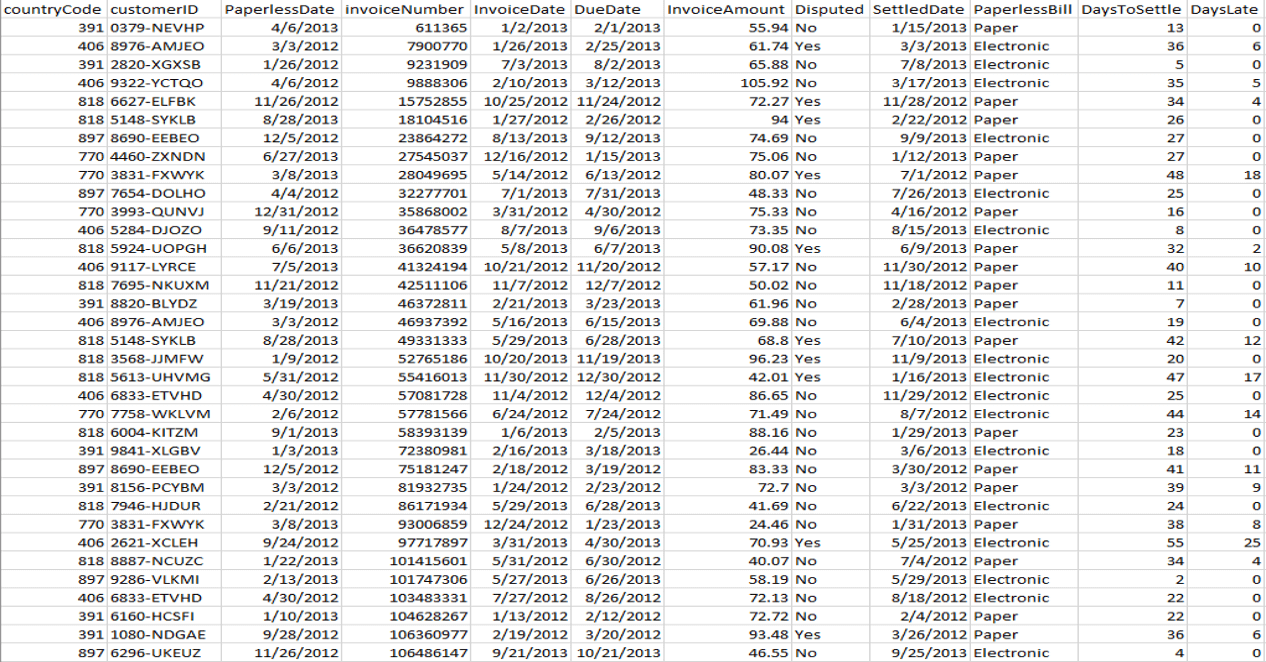 countryCode customerID PaperlessDate invoiceNumber InvoiceDate DueDate InvoiceAmount Disputed SettledDate PaperlessBill DaysToSettle DaysLate
391 0379-NEVHP 4/6/2013 611365 1/2/2013 2/1/2013 55.94 No 1/15/2013 Paper 13 0
406 8976-AMJEO 3/3/2012 7900770 1/26/2013 2/25/2013 61.74 Yes 3/3/2013 Electronic 36 6
391 2820-XGXSB 1/26/2012 9231909 7/3/2013 8/2/2013 65.88 No 7/8/2013 Electronic 5 0
406 9322-YCTQO 4/6/2012 9888306 2/10/2013 3/12/2013 105.92 No 3/17/2013 Electronic 35 5
818 6627-ELFBK 11/26/2012 15752855 10/25/2012 11/24/2012 72.27 Yes 11/28/2012 Paper 34 4
818 5148-SYKLB 8/28/2013 18104516 1/27/2012 2/26/2012 94 Yes 2/22/2012 Paper 26 0
897 8690-EEBEO 12/5/2012 23864272 8/13/2013 9/12/2013 74.69 No 9/9/2013 Electronic 27 0
770 4460-ZXNDN 6/27/2013 27545037 12/16/2012 1/15/2013 75.06 No 1/12/2013 Paper 27 0
770 3831-FXWYK 3/8/2013 28049695 5/14/2012 6/13/2012 80.07 Yes 7/1/2012 Paper 48 18
897 7654-DOLHO 4/4/2012 32277701 7/1/2013 7/31/2013 48.33 No 7/26/2013 Electronic 25 0
770 3993-QUNVJ 12/31/2012 35868002 3/31/2012 4/30/2012 75.33 No 4/16/2012 Paper 16 0
406 5284-DJOZO 9/11/2012 36478577 8/7/2013 9/6/2013 73.35 No 8/15/2013 Electronic 8 0
818 5924-UOPGH 6/6/2013 36620839 5/8/2013 6/7/2013 90.08 Yes 6/9/2013 Paper 32 2
406 9117-LYRCE 7/5/2013 41324194 10/21/2012 11/20/2012 57.17 No 11/30/2012 Paper 40 10
818 7695-NKUXM 11/21/2012 42511106 11/7/2012 12/7/2012 50.02 No 11/18/2012 Paper 11 0
391 8820-BLYDZ 3/19/2013 46372811 2/21/2013 3/23/2013 61.96 No 2/28/2013 Paper 7 0
406 8976-AMJEO 3/3/2012 46937392 5/16/2013 6/15/2013 69.88 No 6/4/2013 Electronic 19 0
818 5148-SYKLB 8/28/2013 49331333 5/29/2013 6/28/2013 68.8 Yes 7/10/2013 Paper 42 12
818 3568-JJMFW 1/9/2012 52765186 10/20/2013 11/19/2013 96.23 Yes 11/9/2013 Electronic 20 0
818 5613-UHVMG 5/31/2012 55416013 11/30/2012 12/30/2012 42.01 Yes 1/16/2013 Electronic 47 17
406 6833-ETVHD 4/30/2012 57081728 11/4/2012 12/4/2012 86.65 No 11/29/2012 Electronic 25 0
770 7758-WKLVM 2/6/2012 57781566 6/24/2012 7/24/2012 71.49 No 8/7/2012 Electronic 44 14
818 6004-KITZM 9/1/2013 58393139 1/6/2013 2/5/2013 88.16 No 1/29/2013 Paper 23 0
391 9841-XLGBV 1/3/2013 72380981 2/16/2013 3/18/2013 26.44 No 3/6/2013 Electronic 18 0
897 8690-EEBEO 12/5/2012 75181247 2/18/2012 3/19/2012 83.33 No 3/30/2012 Paper 41 11
391 8156-PCYBM 3/3/2012 81932735 1/24/2012 2/23/2012 72.7 No 3/3/2012 Paper 39 9
818 7946-HJDUR 2/21/2012 86171934 5/29/2013 6/28/2013 41.69 No 6/22/2013 Electronic 24 0
770 3831-FXWYK 3/8/2013 93006859 12/24/2012 1/23/2013 24.46 No 1/31/2013 Paper 38 8
406 2621-XCLEH 9/24/2012 97717897 3/31/2013 4/30/2013 70.93 Yes 5/25/2013 Electronic 55 25
818 8887-NCUZC 1/22/2013 101415601 5/31/2012 6/30/2012 40.07 No 7/4/2012 Paper 34 4
897 9286-VLKMI 2/13/2013 101747306 5/27/2013 6/26/2013 58.19 No 5/29/2013 Electronic 2 0
406 6833-ETVHD 4/30/2012 103483331 7/27/2012 8/26/2012 72.13 No 8/18/2012 Electronic 22 0
391 6160-HCSFI 1/10/2013 104628267 1/13/2012 2/12/2012 72.72 No 2/4/2012 Paper 22 0
391 1080-NDGAE 9/28/2012 106360977 2/19/2012 3/20/2012 93.48 Yes 3/26/2012 Paper 36 6
897 6296-UKEUZ 11/26/2012 106486147 9/21/2013 10/21/2013 46.55 No 9/25/2013 Electronic 4 0